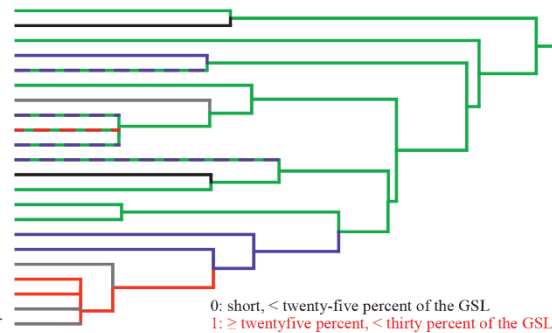 0: short, < twenty-five percent of the GSL
1: ≥ twentyfive percent, < thirty percent of the GSL